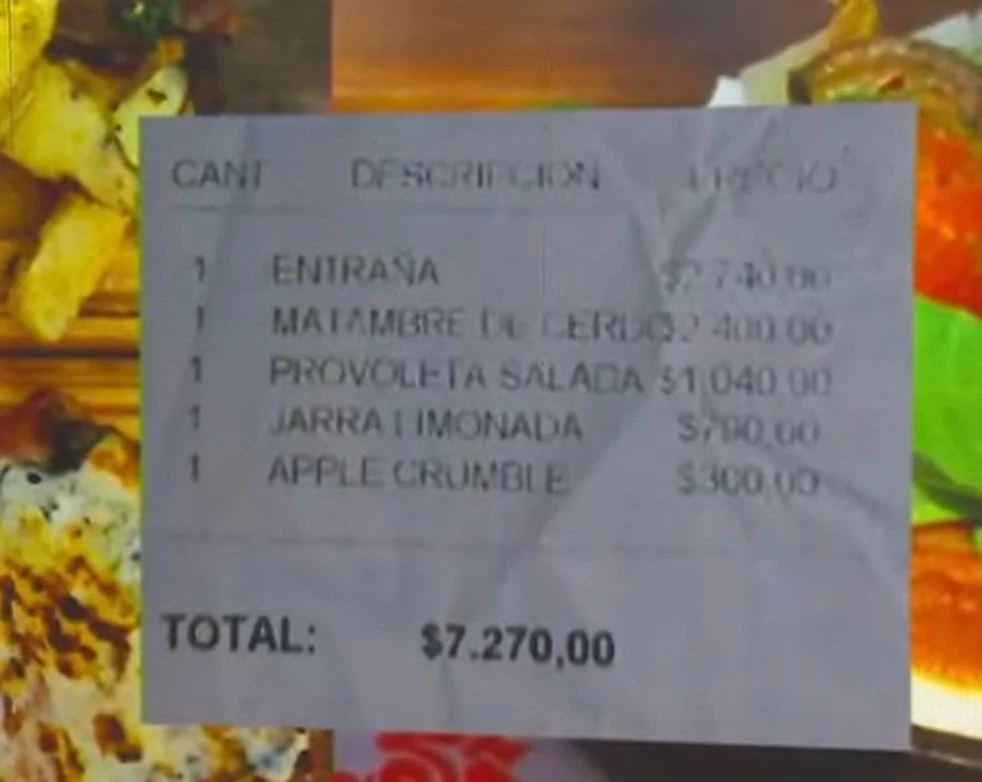 CANT DESCRIPCION PRECIO
1 ENTRAÑA $2.740,00
1 MATAMBRE DE CERDO $2.400,00
1 PROVOLETA SALADA $1.040,00
1 JARRA LIMONADA $790,00
1 APPLE CRUMBLE $300,00
TOTAL: $7.270,00